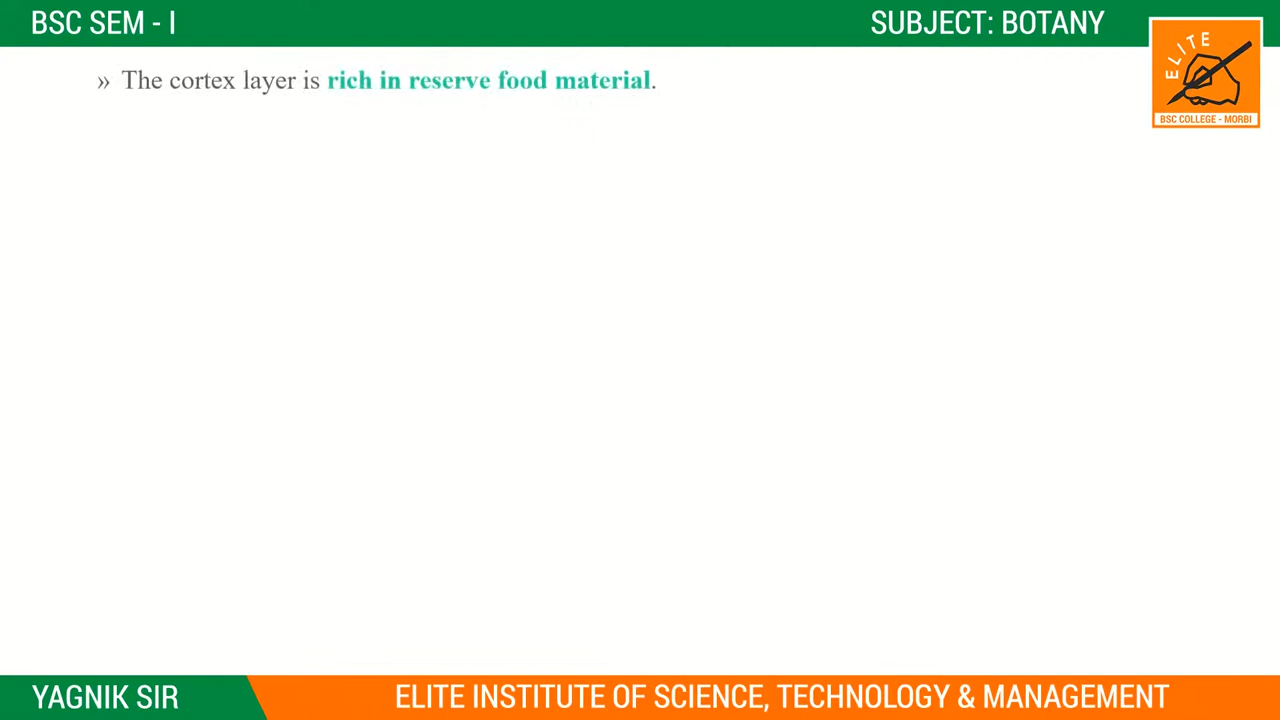 BSC SEM - I
SUBJECT: BOTANY
ELITE
BSC COLLEGE - MORBI
» The cortex layer is rich in reserve food material.
YAGNIK SIR
ELITE INSTITUTE OF SCIENCE, TECHNOLOGY & MANAGEMENT